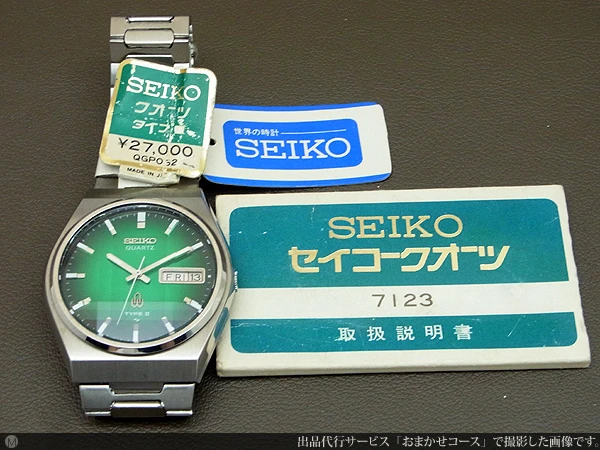 SEIKO
クオーツ
¥27,000
MADE IN
世界の時計
SEIKO
SEIKO
QUARTZ
FRI 13
TYPE II
SEIKO
セイコークオーツ
7123
取扱説明書
M
出品代行サービス「おまかせコース」で撮影した画像です。